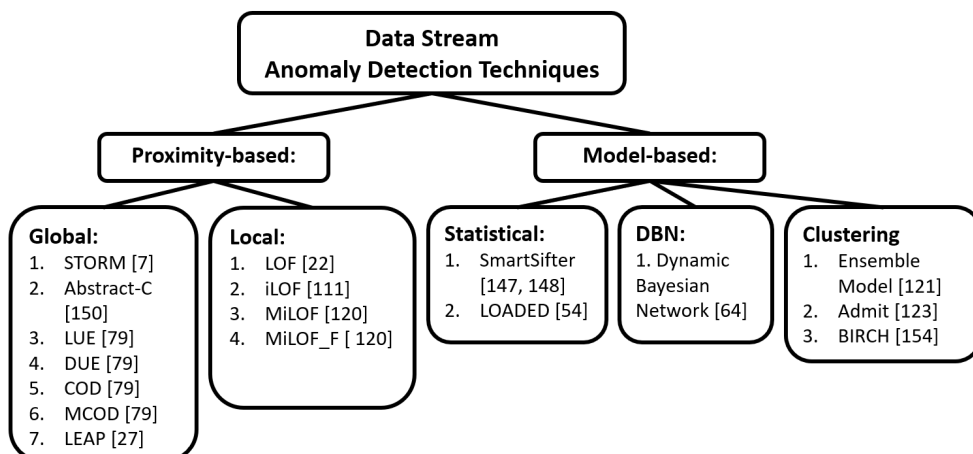 Data Stream
Anomaly Detection Techniques
Proximity-based:
Model-based:
Global:
1. STORM [7]
2. Abstract-C
[150]
3. LUE [79]
4. DUE [79]
5. COD [79]
6. MCOD [79]
7. LEAP [27]
Local:
1. LOF [22]
2. iLOF [111]
3. MiLOF [120]
4. MiLOF_F [ 120]
Statistical:
1. SmartSifter
[147, 148]
2. LOADED [54]
DBN:
1. Dynamic
Bayesian
Network [64]
Clustering
1. Ensemble
Model [121]
2. Admit [123]
3. BIRCH [154]